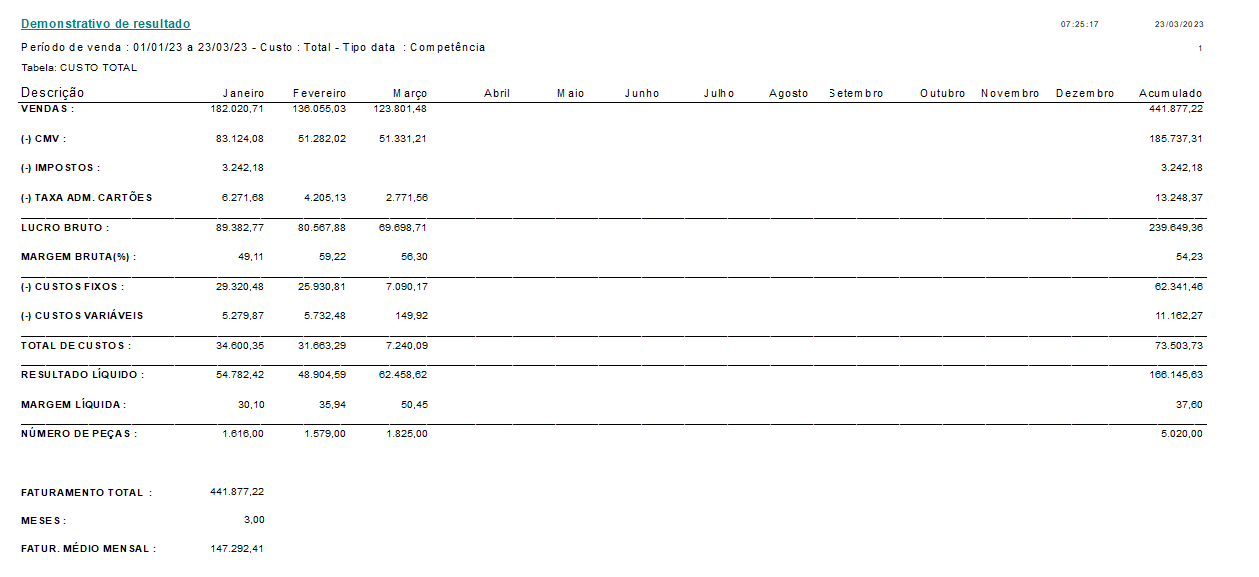 Demonstrativo de resultado 07:25:17 23/03/2023
Período de venda : 01/01/23 a 23/03/23 - Custo : Total - Tipo data : Competência 1
Tabela: CUSTO TOTAL
Descrição Janeiro Fevereiro Março Abril Maio Junho Julho Agosto Setembro Outubro Novembro Dezembro Acumulado
VENDAS : 182.020,71 136.055,03 123.801,48 441.877,22
(-) CMV : 83.124,08 51.282,02 51.331,21 185.737,31
(-) IMPOSTOS : 3.242,18 3.242,18
(-) TAXA ADM. CARTÕES 6.271,68 4.205,13 2.771,56 13.248,37
LUCRO BRUTO : 89.382,77 80.567,88 69.698,71 239.649,36
MARGEM BRUTA(%) : 49,11 59,22 56,30 54,23
(-) CUSTOS FIXOS : 29.320,48 25.930,81 7.090,17 62.341,46
(-) CUSTOS VARIÁVEIS 5.279,87 5.732,48 149,92 11.162,27
TOTAL DE CUSTOS : 34.600,35 31.663,29 7.240,09 73.503,73
RESULTADO LÍQUIDO : 54.782,42 48.904,59 62.458,62 166.145,63
MARGEM LÍQUIDA : 30,10 35,94 50,45 37,60
NÚMERO DE PEÇAS : 1.616,00 1.579,00 1.825,00 5.020,00
FATURAMENTO TOTAL : 441.877,22
MESES : 3,00
FATUR. MÉDIO MENSAL : 147.292,41